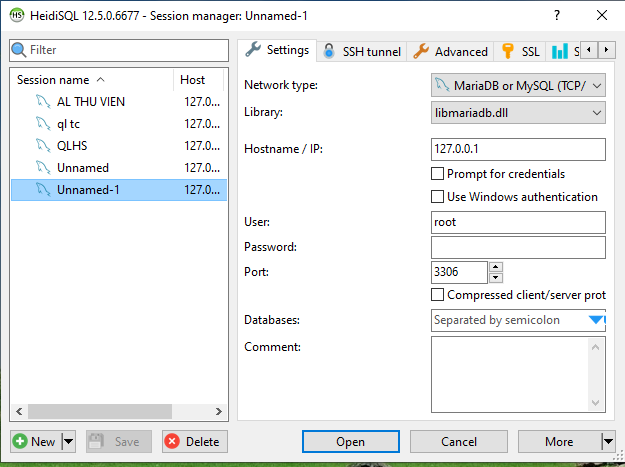 HeidiSQL 12.5.0.6677 - Session manager: Unnamed-1
Filter
Session name Host
AL THU VIEN 127.0...
ql tc 127.0...
QLHS 127.0...
Unnamed 127.0...
Unnamed-1 127.0...
New Save Delete
Settings SSH tunnel Advanced SSL S
Network type: MariaDB or MySQL (TCP/
Library: libmariadb.dll
Hostname / IP: 127.0.0.1
Prompt for credentials
Use Windows authentication
User: root
Password:
Port: 3306
Compressed client/server prot
Databases: Separated by semicolon
Comment:
Open Cancel More